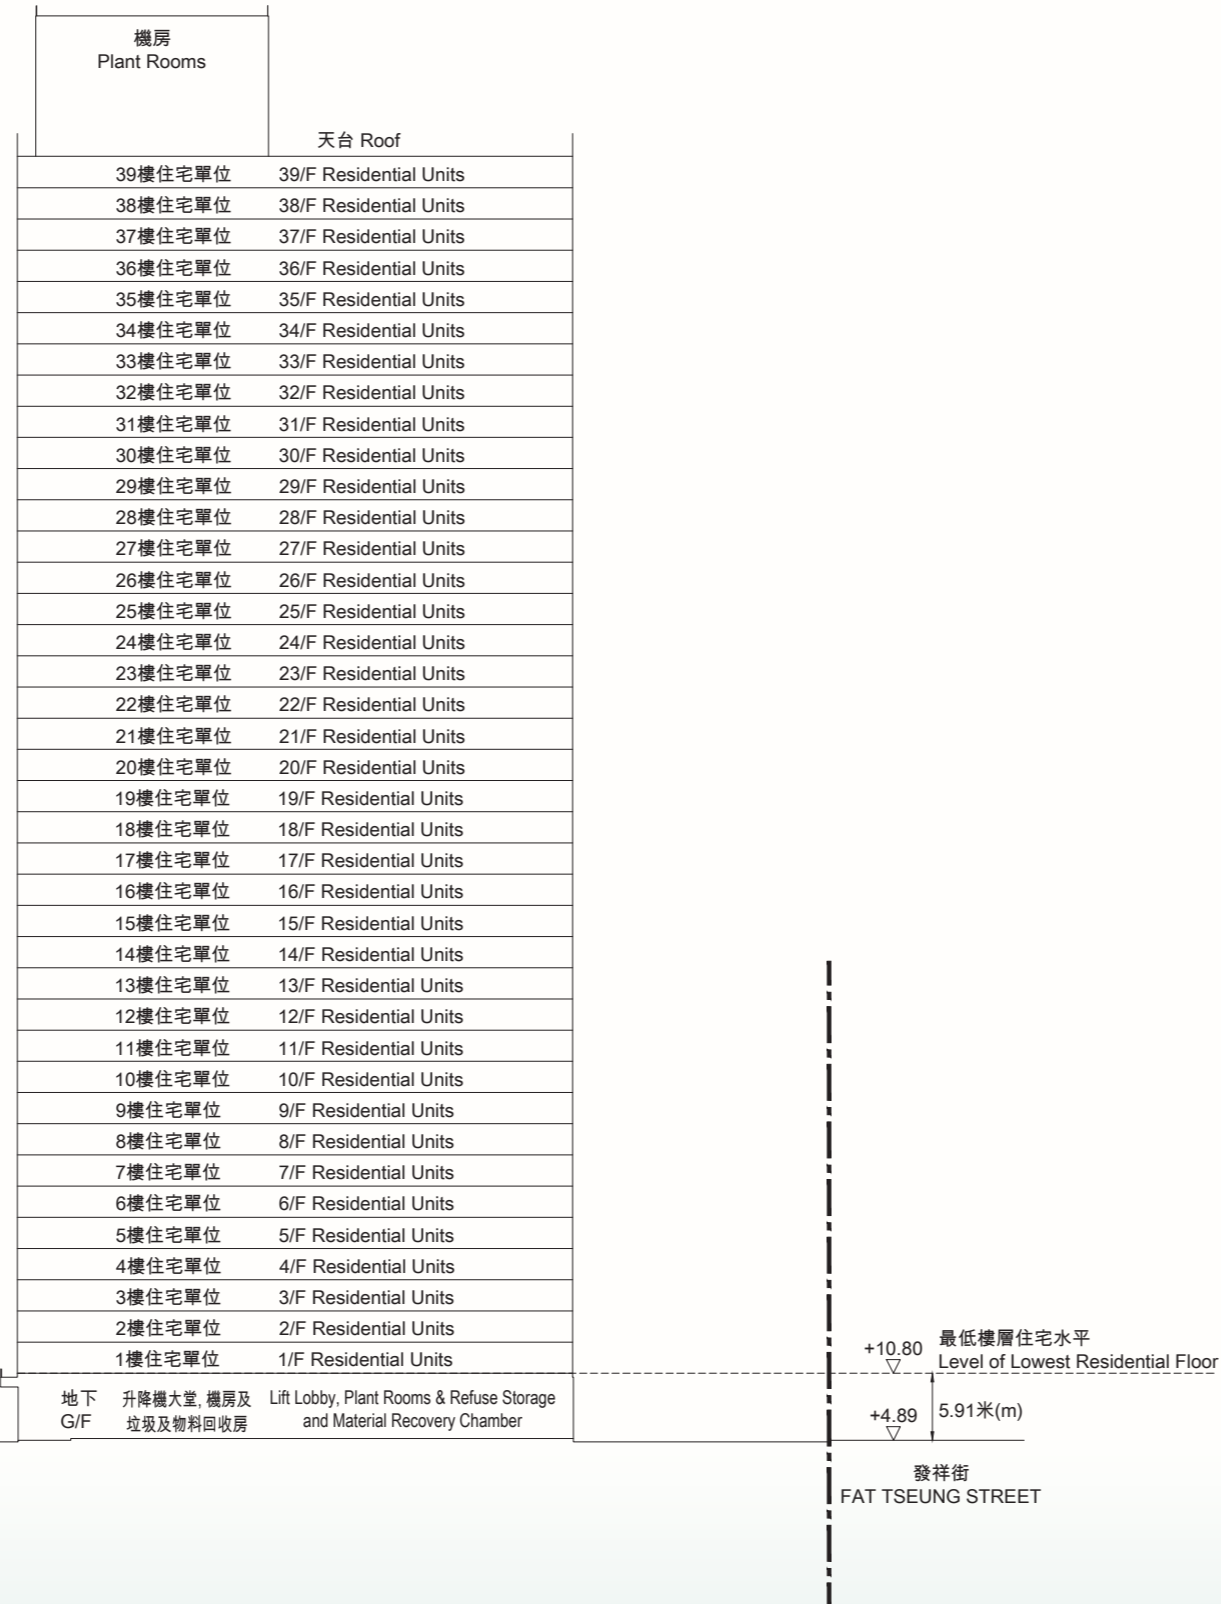 機房
Plant Rooms
天台 Roof
39樓住宅單位 39/F Residential Units
38樓住宅單位 38/F Residential Units
37樓住宅單位 37/F Residential Units
36樓住宅單位 36/F Residential Units
35樓住宅單位 35/F Residential Units
34樓住宅單位 34/F Residential Units
33樓住宅單位 33/F Residential Units
32樓住宅單位 32/F Residential Units
31樓住宅單位 31/F Residential Units
30樓住宅單位 30/F Residential Units
29樓住宅單位 29/F Residential Units
28樓住宅單位 28/F Residential Units
27樓住宅單位 27/F Residential Units
26樓住宅單位 26/F Residential Units
25樓住宅單位 25/F Residential Units
24樓住宅單位 24/F Residential Units
23樓住宅單位 23/F Residential Units
22樓住宅單位 22/F Residential Units
21樓住宅單位 21/F Residential Units
20樓住宅單位 20/F Residential Units
19樓住宅單位 19/F Residential Units
18樓住宅單位 18/F Residential Units
17樓住宅單位 17/F Residential Units
16樓住宅單位 16/F Residential Units
15樓住宅單位 15/F Residential Units
14樓住宅單位 14/F Residential Units
13樓住宅單位 13/F Residential Units
12樓住宅單位 12/F Residential Units
11樓住宅單位 11/F Residential Units
10樓住宅單位 10/F Residential Units
9樓住宅單位 9/F Residential Units
8樓住宅單位 8/F Residential Units
7樓住宅單位 7/F Residential Units
6樓住宅單位 6/F Residential Units
5樓住宅單位 5/F Residential Units
4樓住宅單位 4/F Residential Units
3樓住宅單位 3/F Residential Units
2樓住宅單位 2/F Residential Units
1樓住宅單位 1/F Residential Units
地下 升降機大堂, 機房及 Lift Lobby, Plant Rooms & Refuse Storage
G/F 垃圾及物料回收房 and Material Recovery Chamber
+10.80 最低樓層住宅水平
Level of Lowest Residential Floor
+4.89 5.91米(m)
發祥街
FAT TSEUNG STREET